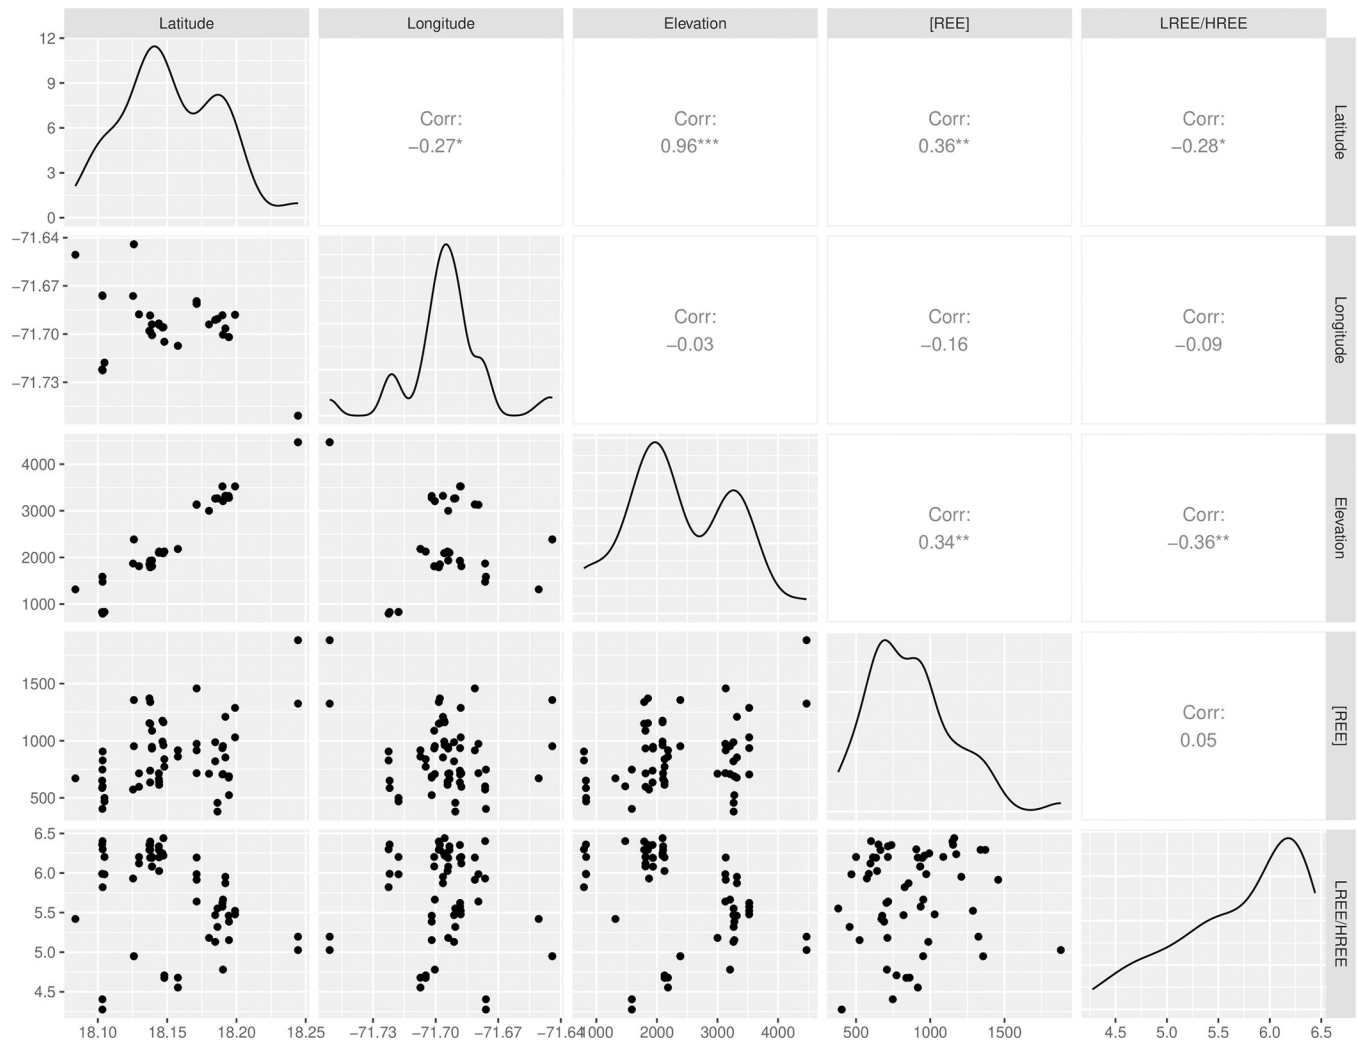 Latitude Longitude Elevation [REE] LREE/HREE
12
9
6
3
0
Corr:
−0.27*
Corr:
0.96***
Corr:
0.36**
Corr:
−0.28*
Latitude
−71.64
−71.67
−71.70
−71.73
Corr:
−0.03
Corr:
−0.16
Corr:
−0.09
Longitude
4000
3000
2000
1000
Corr:
0.34**
Corr:
−0.36**
Elevation
1500
1000
500
Corr:
0.05
[REE]
6.5
6.0
5.5
5.0
4.5
LREE/HREE
18.10 18.15 18.20 18.25 −71.73 −71.70 −71.67 −71.64 1000 2000 3000 4000 500 1000 1500 4.5 5.0 5.5 6.0 6.5